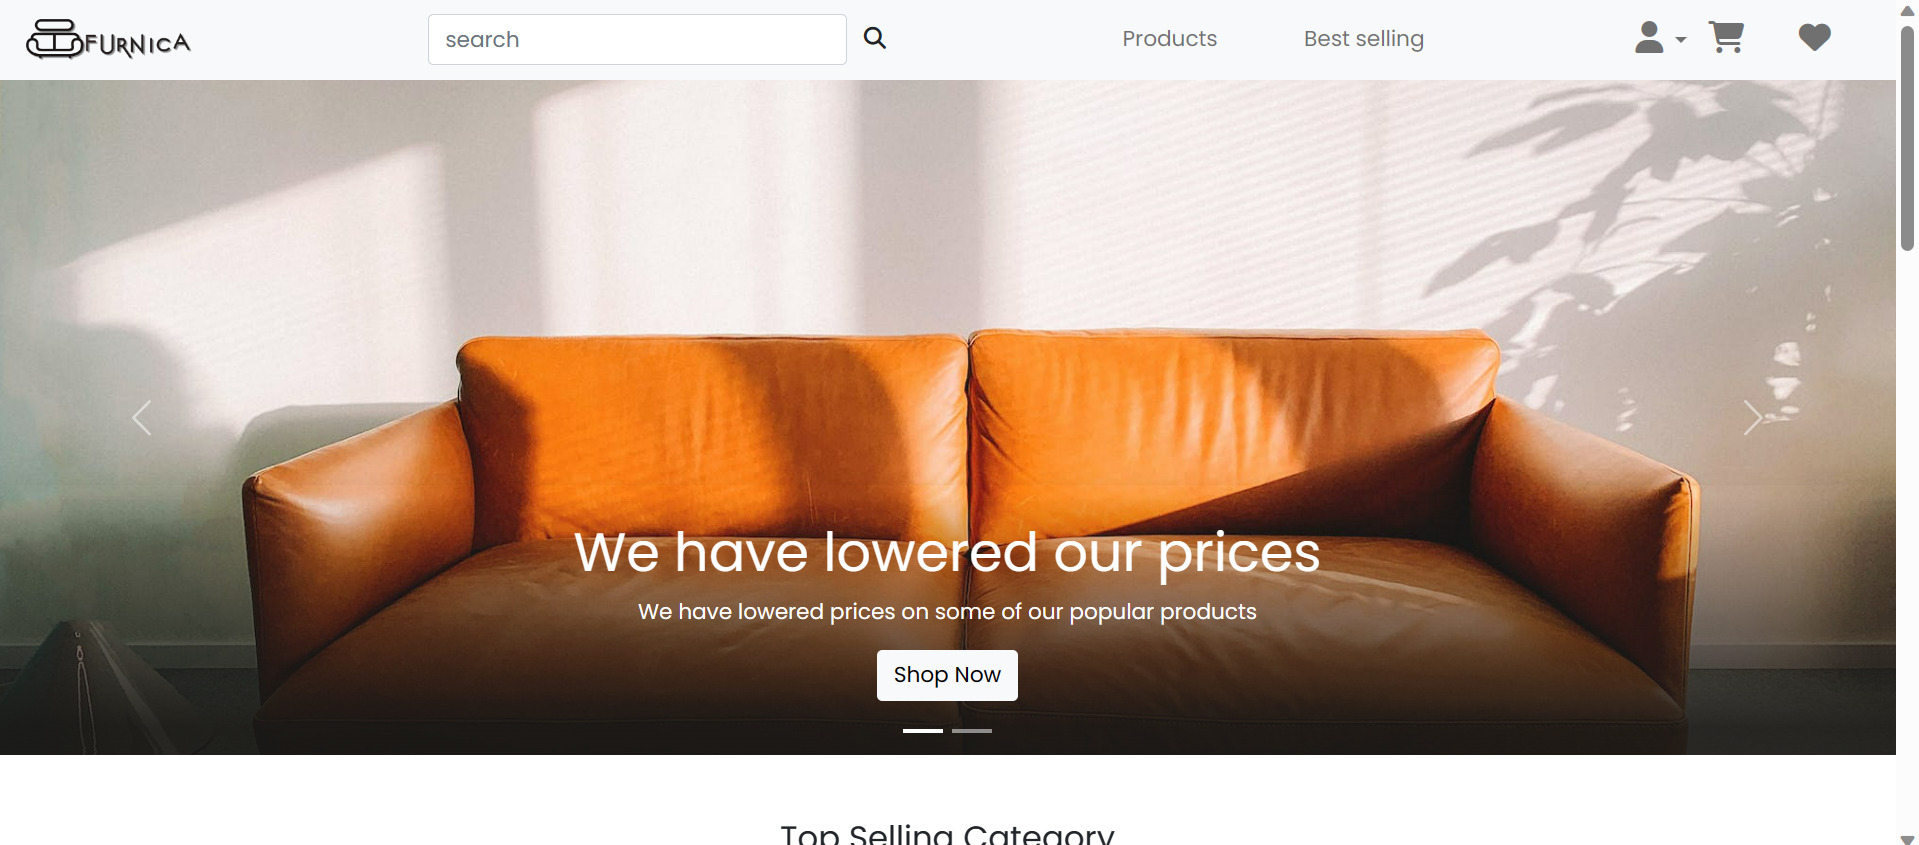 FURNICA
search
Products
Best selling
We have lowered our prices
We have lowered prices on some of our popular products
Shop Now
Top Selling Category